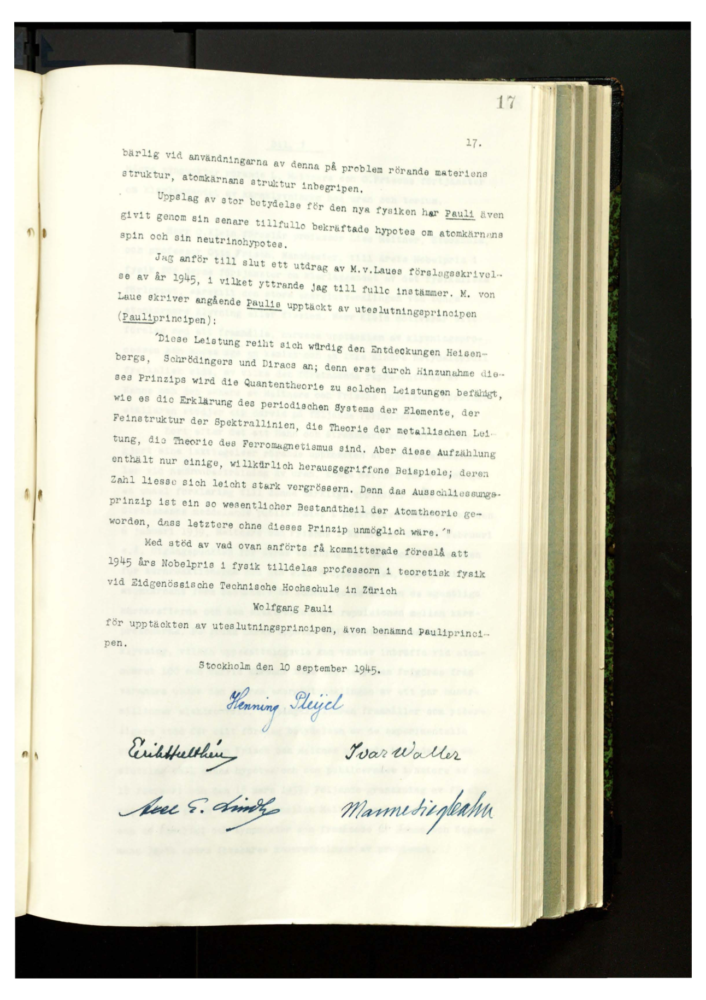 17
17.
bärlig vid användningarna av denna på problem rörande materiens
struktur, atomkärnans struktur inbegripen.
Uppslag av stor betydelse för den nya fysiken har Pauli även
givit genom sin senare tillfullo bekräftade hypotes om atomkärnans
spin och sin neutrinohypotes.
Jag anför till slut ett utdrag av M.v.Laues förslagsskrivel-
se av år 1945, i vilket yttrande jag till fullo instämmer. M. von
Laue skriver angående Paulis upptäckt av uteslutningsprincipen
(Pauliprincipen):
"Diese Leistung reiht sich würdig den Entdeckungen Heisen-
bergs, Schrödingers und Diracs an; denn erst durch Hinzunahme die-
ses Prinzips wird die Quantentheorie zu solchen Leistungen befähigt,
wie es die Erklärung des periodischen Systems der Elemente, der
Feinstruktur der Spektrallinien, die Theorie der metallischen Lei-
tung, die Theorie des Ferromagnetismus sind. Aber diese Aufzählung
enthält nur einige, willkürlich herausgegriffene Beispiele; deren
Zahl liesse sich leicht stark vergrössern. Denn das Ausschliessungs-
prinzip ist ein so wesentlicher Bestandtheil der Atomtheorie ge-
worden, dass letztere ohne dieses Prinzip unmöglich wäre.´"
Med stöd av vad ovan anförts få kommitterade föreslå att
1945 års Nobelpris i fysik tilldelas professorn i teoretisk fysik
vid Eidgenössische Technische Hochschule in Zürich
Wolfgang Pauli
för upptäckten av uteslutningsprincipen, även benämnd Pauliprinci-
pen.
Stockholm den 10 september 1945.
Henning Pleijel
Erik Hulthén Ivar Waller
Axel E. Lindh Manne Siegbahn